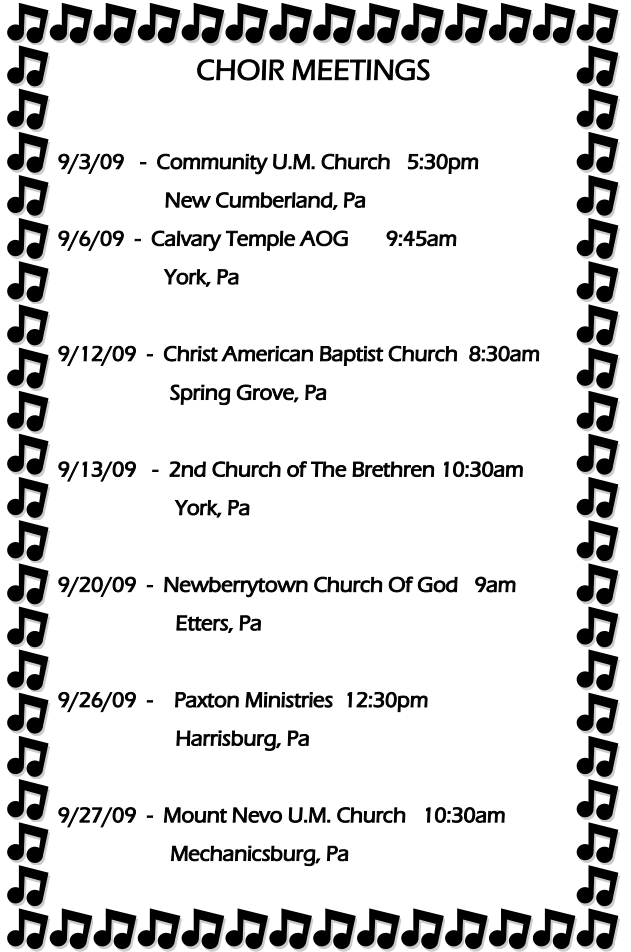 CHOIR MEETINGS
9/3/09 - Community U.M. Church 5:30pm
New Cumberland, Pa
9/6/09 - Calvary Temple AOG 9:45am
York, Pa
9/12/09 - Christ American Baptist Church 8:30am
Spring Grove, Pa
9/13/09 - 2nd Church of The Brethren 10:30am
York, Pa
9/20/09 - Newberrytown Church Of God 9am
Etters, Pa
9/26/09 - Paxton Ministries 12:30pm
Harrisburg, Pa
9/27/09 - Mount Nevo U.M. Church 10:30am
Mechanicsburg, Pa